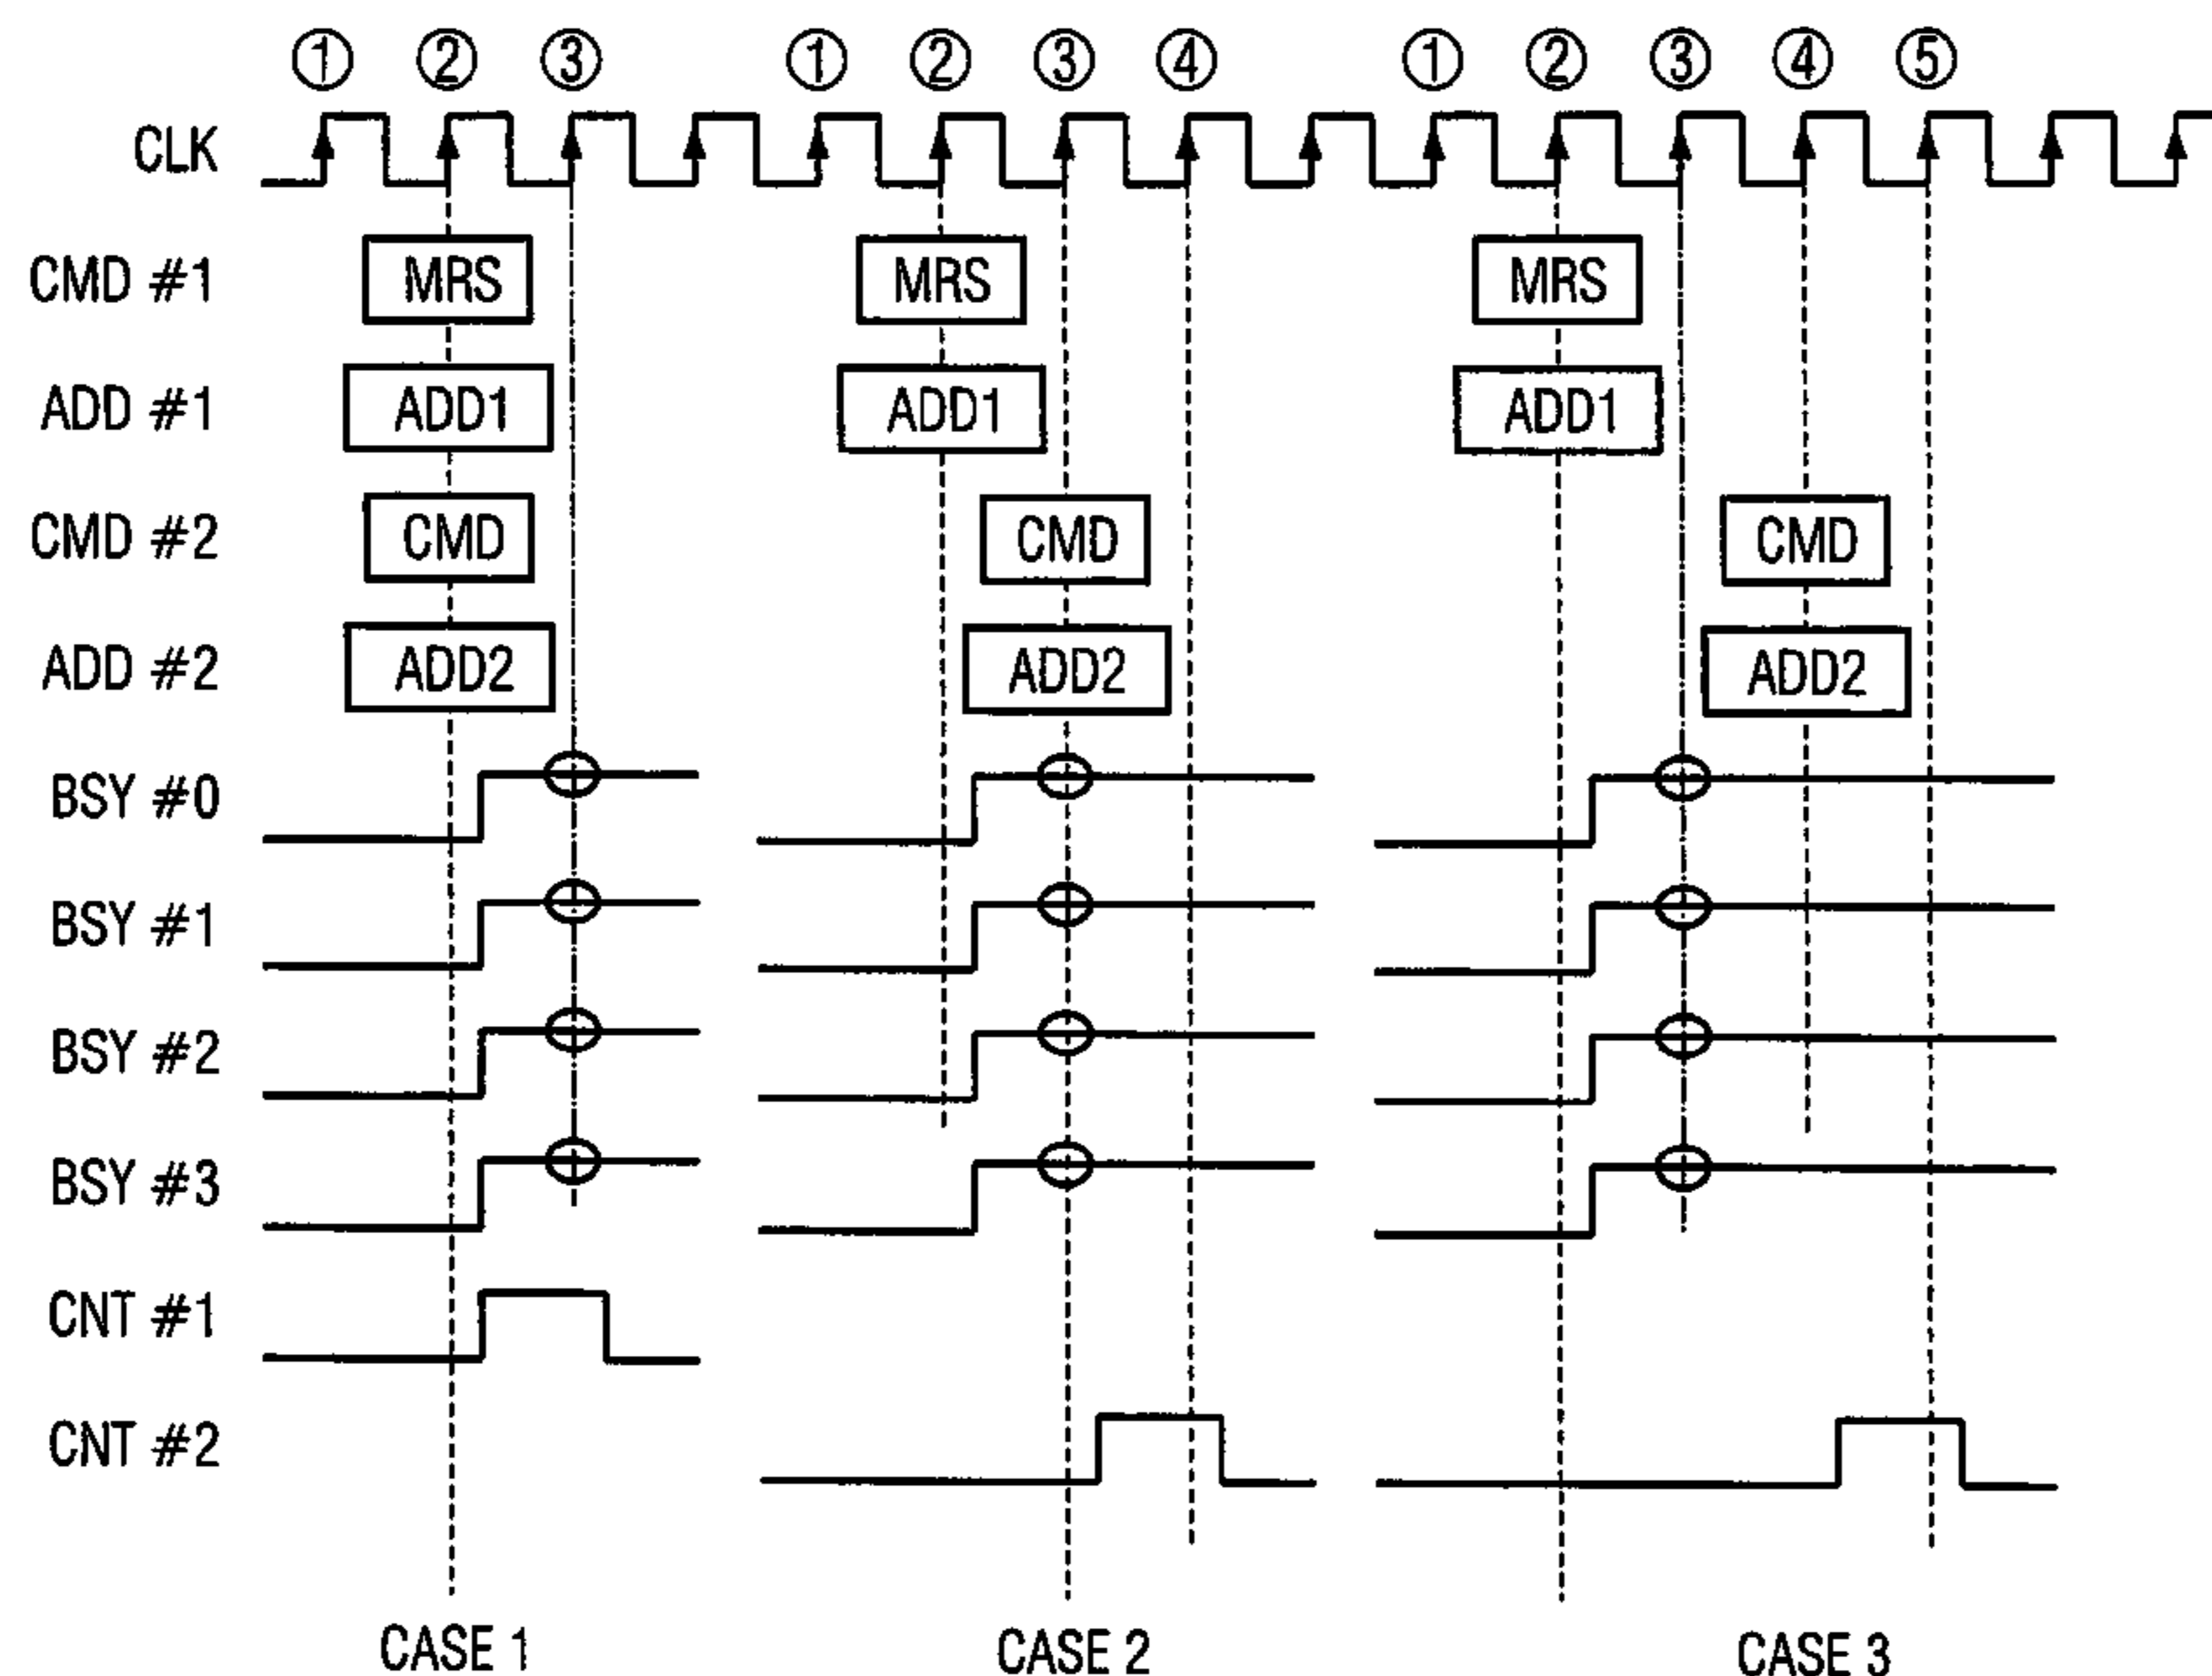 ① ② ③ ① ② ③ ④ ① ② ③ ④ ⑤
CLK
CMD #1 MRS MRS MRS
ADD #1 ADD1 ADD1 ADD1
CMD #2 CMD CMD CMD
ADD #2 ADD2 ADD2 ADD2
BSY #0
BSY #1
BSY #2
BSY #3
CNT #1
CNT #2
CASE 1 CASE 2 CASE 3